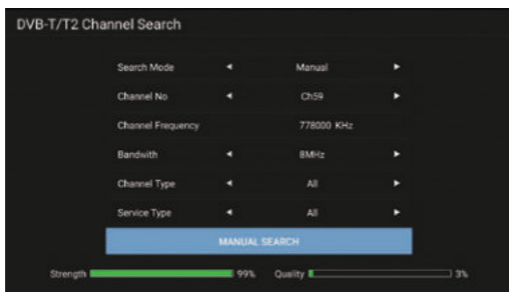 DVB-T/T2 Channel Search
Search Mode Manual
Channel No Ch59
Channel Frequency 778000 KHz
Bandwith 8MHz
Channel Type All
Service Type All
MANUAL SEARCH
Strength 99% Quality 3%